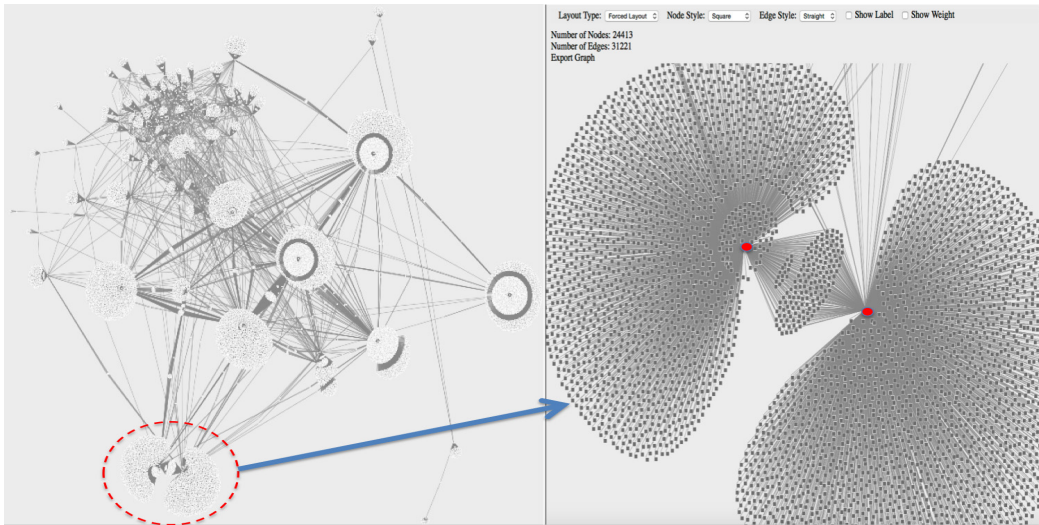 Layout Type: Forced Layout Node Style: Square Edge Style: Straight Show Label Show Weight
Number of Nodes: 24413
Number of Edges: 31221
Export Graph